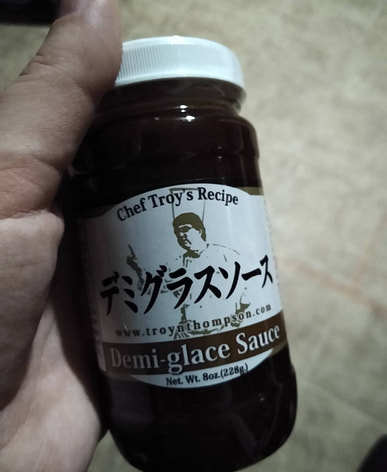 Chef Troy's Recipe
デミグラスソース
www.troynthompson.com
Demi-glace Sauce
Net. Wt. 8oz.(228g)